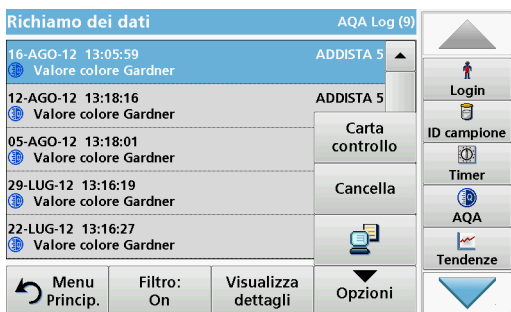 Richiamo dei dati AQA Log (9)
16-AGO-12 13:05:59 ADDISTA 5
Valore colore Gardner
12-AGO-12 13:18:16 ADDISTA 5
Valore colore Gardner
05-AGO-12 13:18:01
Valore colore Gardner
29-LUG-12 13:16:19
Valore colore Gardner
22-LUG-12 13:16:27
Valore colore Gardner
Carta
controllo
Cancella
Menu
Princip.
Filtro:
On
Visualizza
dettagli
Opzioni
Login
ID campione
Timer
AQA
Tendenze